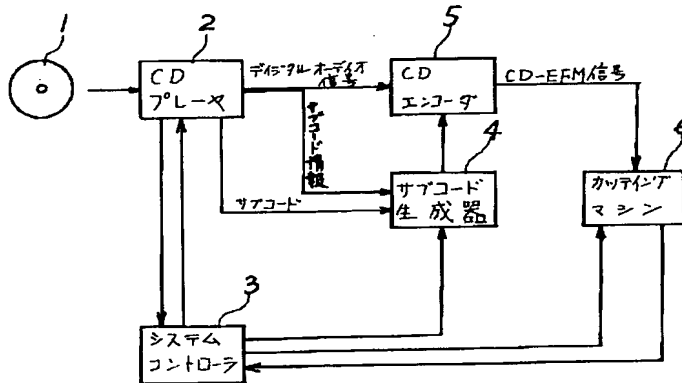 1
2
CD
プレーヤ
ディジタルオーディオ
信号
サブコード情報
サブコード
5
CD
エンコーダ
CD-EFM信号
4
サブコード
生成器
6
カッティング
マシン
3
システム
コントローラ